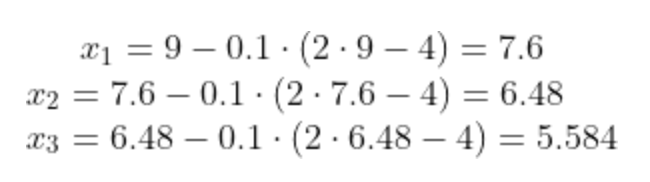 x₁ = 9 − 0.1 · (2 · 9 − 4) = 7.6
x₂ = 7.6 − 0.1 · (2 · 7.6 − 4) = 6.48
x₃ = 6.48 − 0.1 · (2 · 6.48 − 4) = 5.584